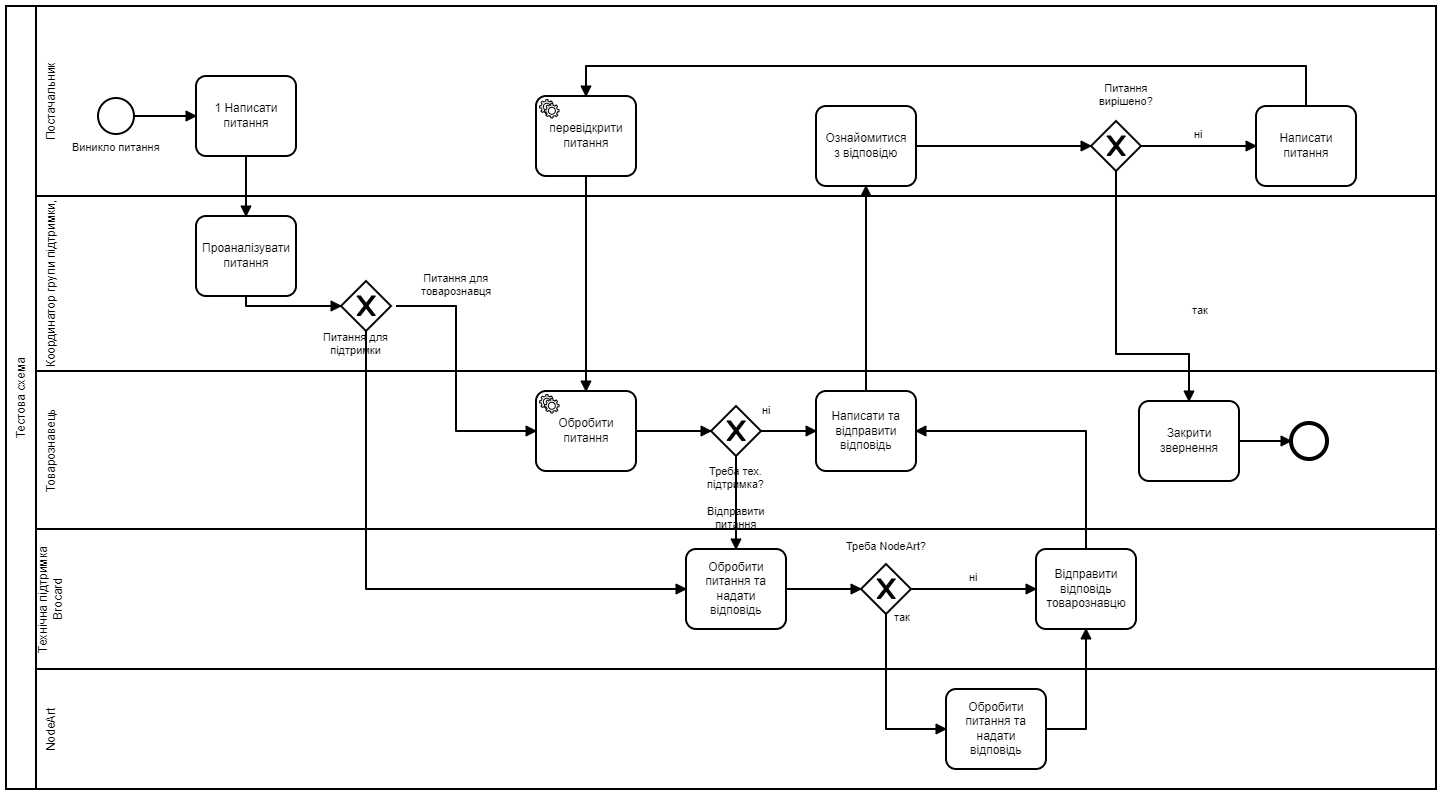 Тестова схема
Постачальник
Виникло питання
1 Написати
питання
перевідкрити
питання
Ознайомитися
з відповідю
Питання
вирішено?
ні
Написати
питання
Координатор групи підтримки,
Проаналізувати
питання
Питання для
товарознавця
Питання для
підтримки
так
Товарознавець
Обробити
питання
ні
Треба тех.
підтримка?
Відправити
питання
Написати та
відправити
відповідь
Закрити
звернення
Технічна підтримка
Brocard
Обробити
питання та
надати
відповідь
Треба NodeArt?
ні
так
Відправити
відповідь
товарознавцю
NodeArt
Обробити
питання та
надати
відповідь